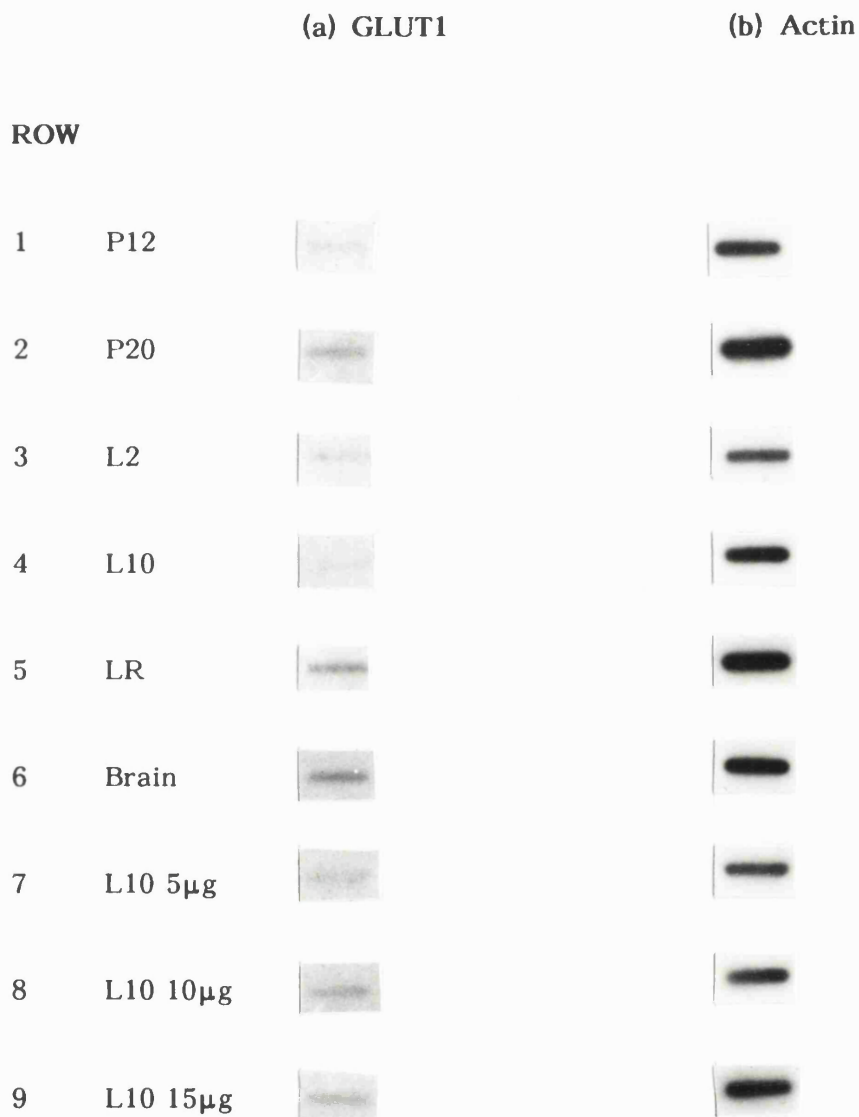 (a) GLUT1 (b) Actin
ROW
1 P12
2 P20
3 L2
4 L10
5 LR
6 Brain
7 L10 5µg
8 L10 10µg
9 L10 15µg